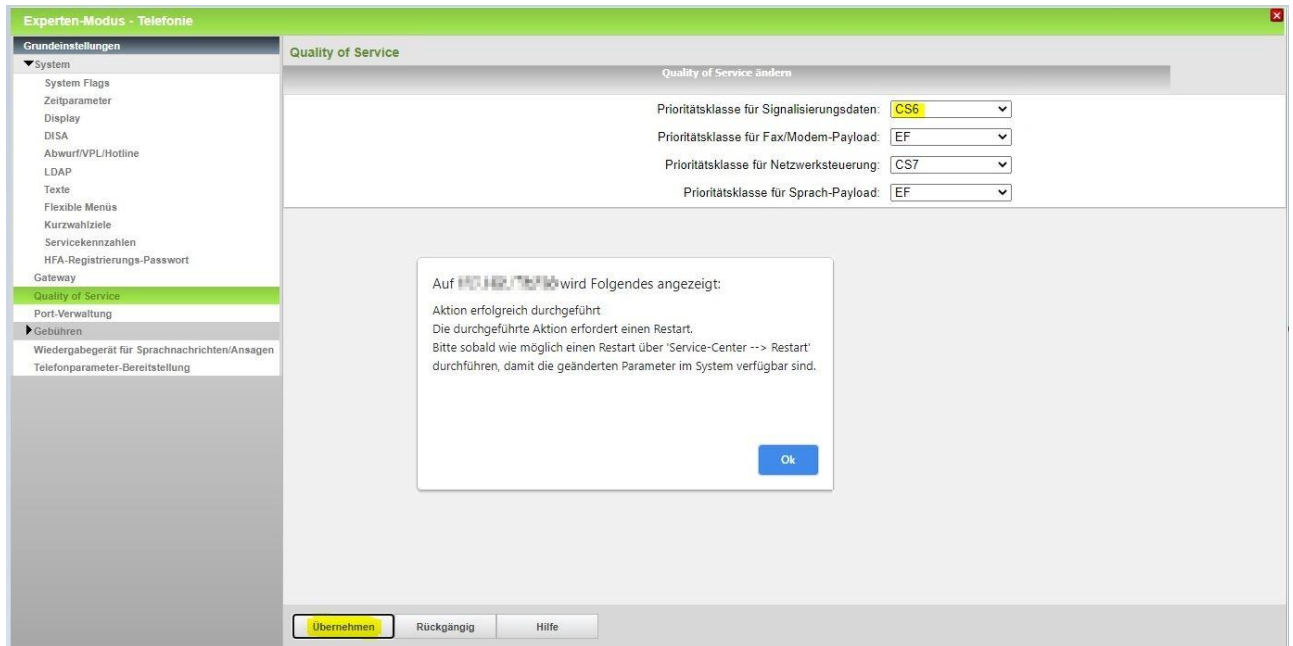 Experten-Modus - Telefonie
Grundeinstellungen
System
System Flags
Zeitparameter
Display
DISA
Abwurf/VPL/Hotline
LDAP
Texte
Flexible Menüs
Kurzwahlziele
Servicekennzahlen
HFA-Registrierungs-Passwort
Gateway
Quality of Service
Port-Verwaltung
Gebühren
Wiedergabegerät für Sprachnachrichten/Ansagen
Telefonparameter-Bereitstellung
Quality of Service
Quality of Service ändern
Prioritätsklasse für Signalisierungsdaten: CS6
Prioritätsklasse für Fax/Modem-Payload: EF
Prioritätsklasse für Netzwerksteuerung: CS7
Prioritätsklasse für Sprach-Payload: EF
Auf wird Folgendes angezeigt:
Aktion erfolgreich durchgeführt
Die durchgeführte Aktion erfordert einen Restart.
Bitte sobald wie möglich einen Restart über 'Service-Center --> Restart'
durchführen, damit die geänderten Parameter im System verfügbar sind.
Ok
Übernehmen Rückgängig Hilfe